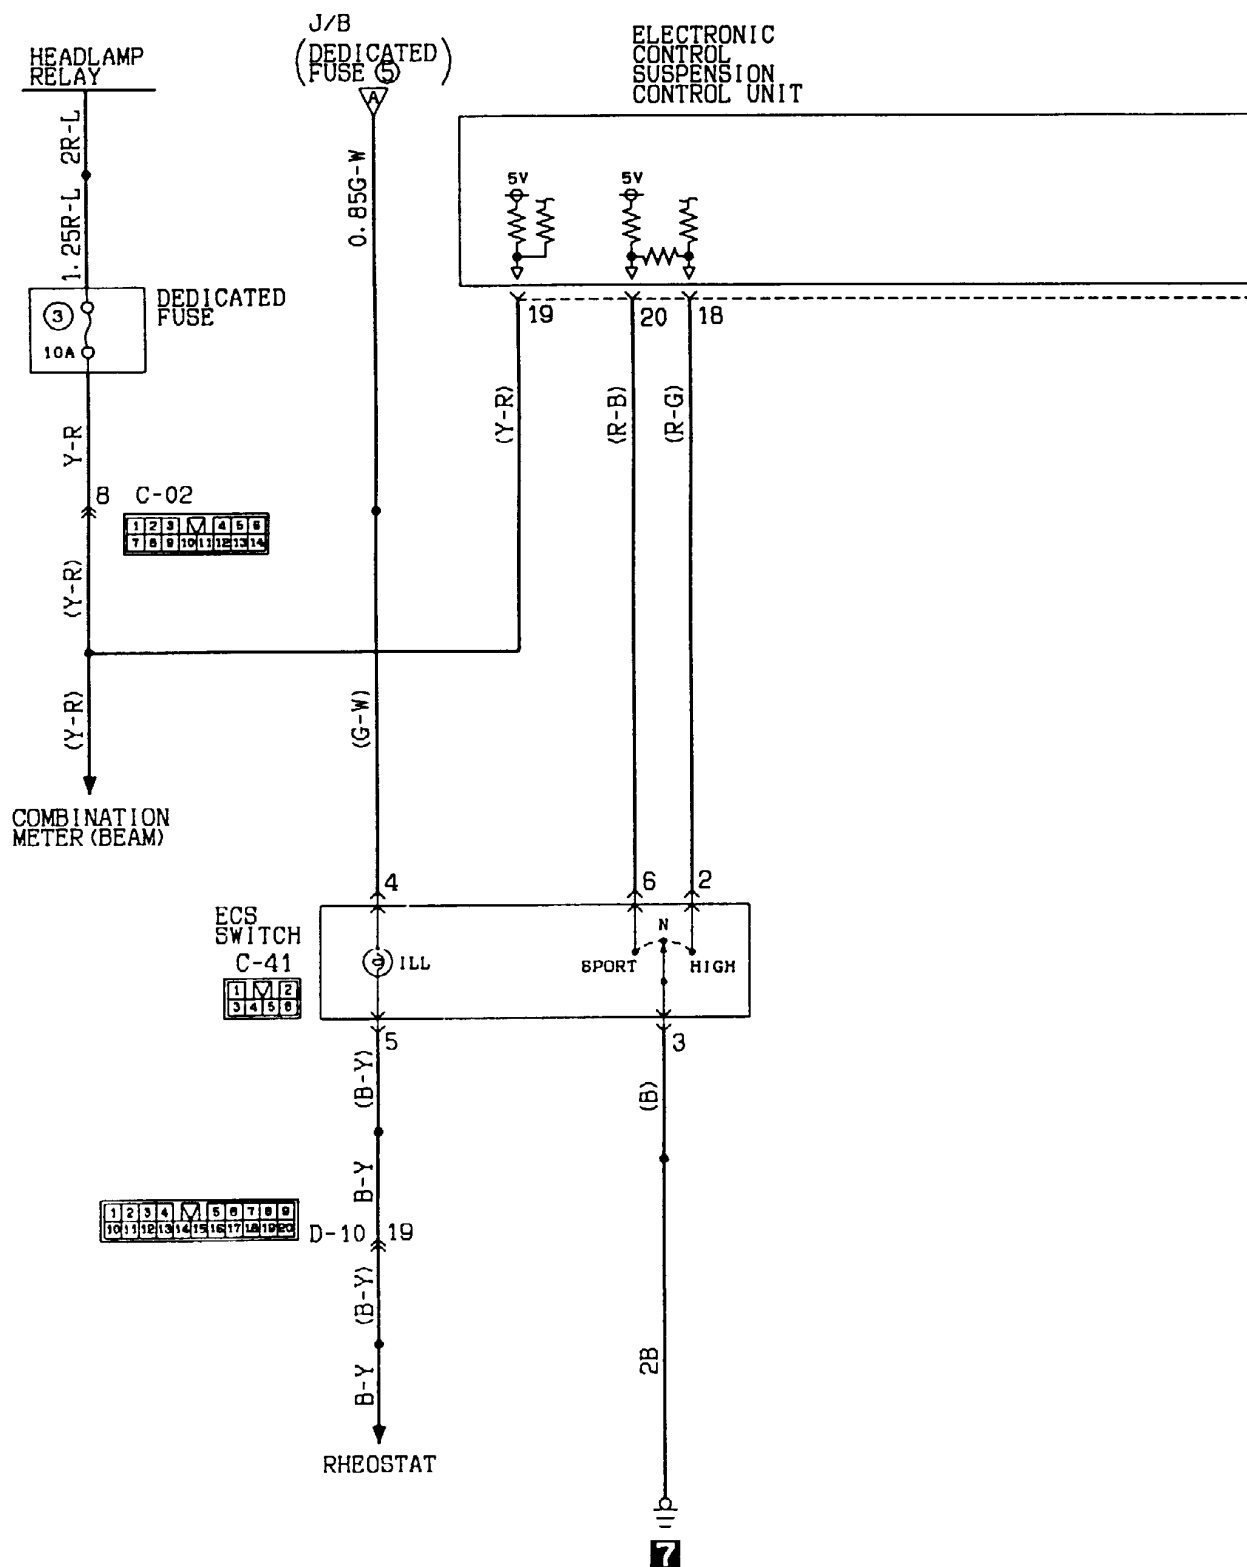 J/B
(DEDICATED
FUSE ⑤)
A
HEADLAMP
RELAY
ELECTRONIC
CONTROL
SUSPENSION
CONTROL UNIT
2R-L
1.25R-L
0.85G-W
5V
5V
③
10A
DEDICATED
FUSE
19
20
18
Y-R
(Y-R)
(R-B)
(R-G)
8
C-02
1 2 3 4 5 6
7 8 9 10 11 12 13 14
(Y-R)
(Y-R)
(G-W)
COMBINATION
METER(BEAM)
4
6
2
ECS
SWITCH
C-41
1 2
3 4 5 6
ILL
SPORT
N
HIGH
5
3
(B-Y)
(B)
B-Y
1 2 3 4 5 6 7 8 9
10 11 12 13 14 15 16 17 18 19 20
D-10
19
(B-Y)
B-Y
2B
RHEOSTAT
7